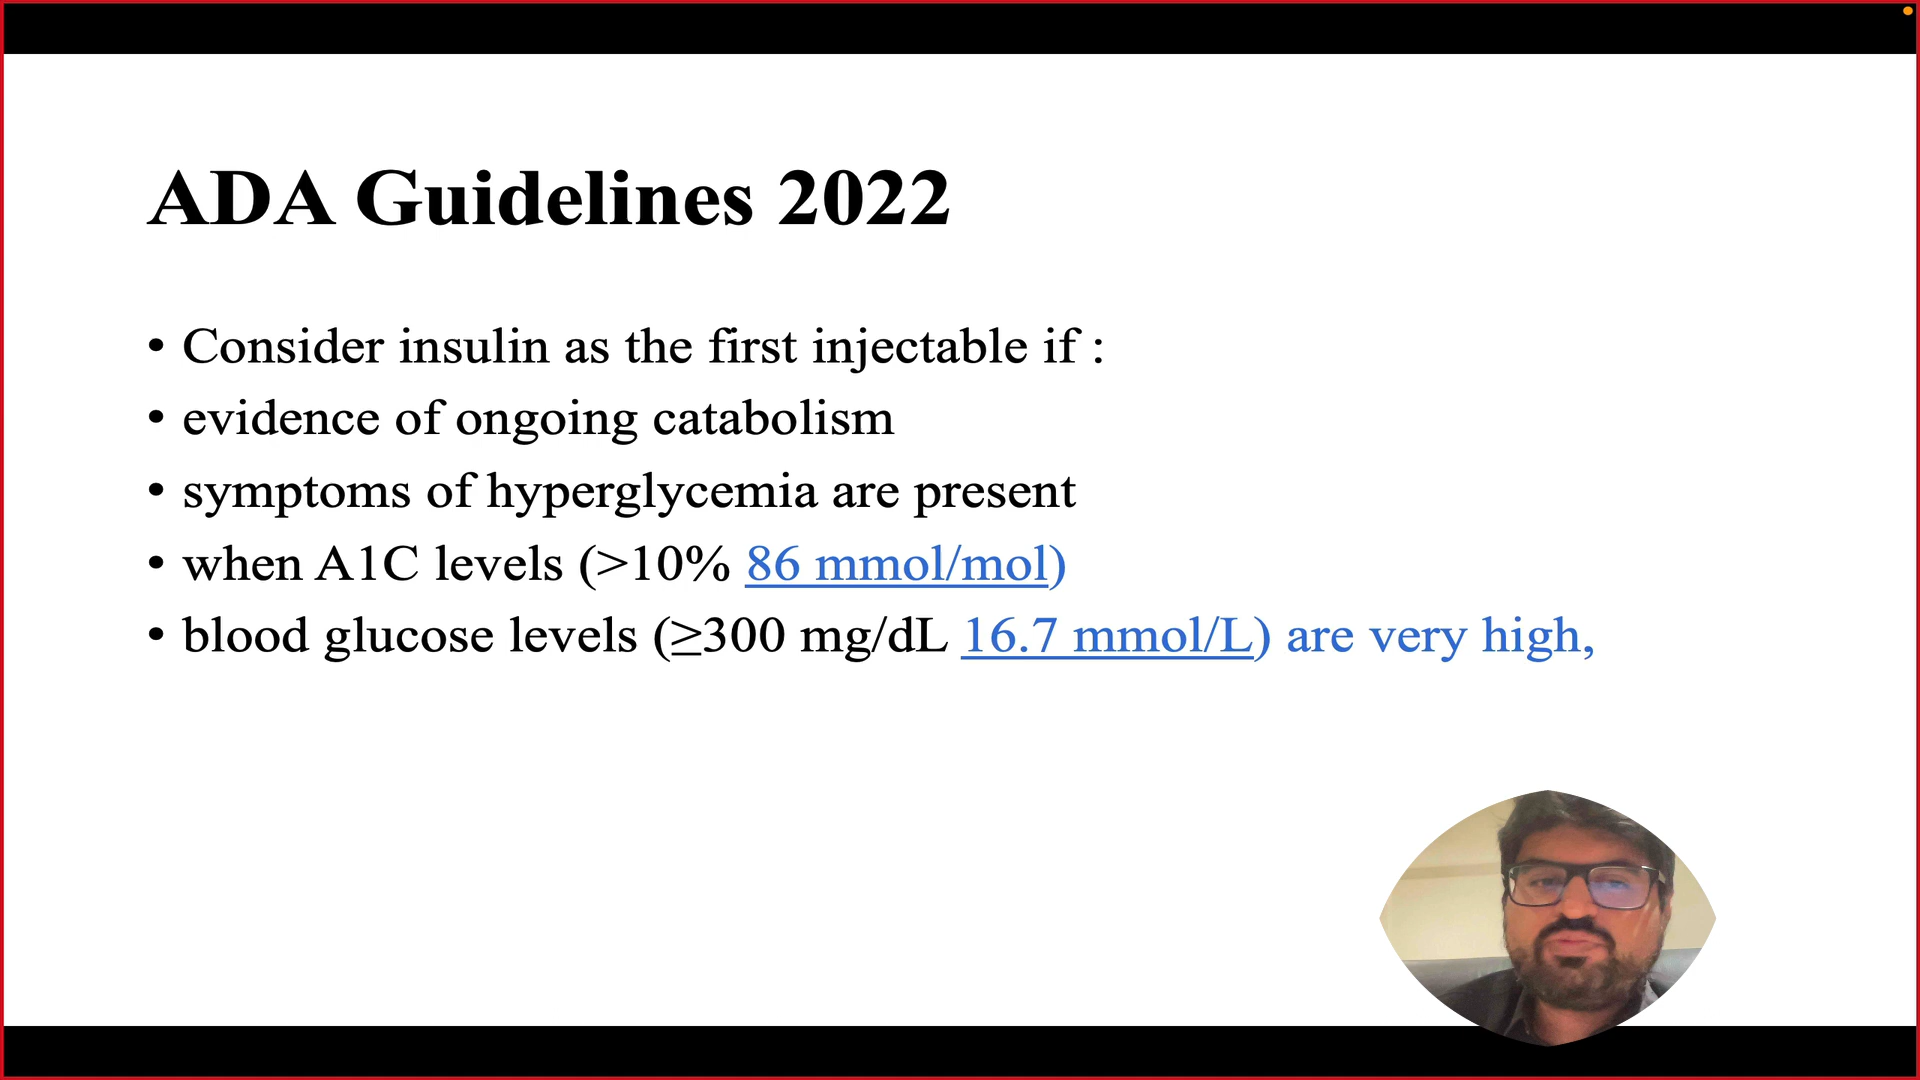 ADA Guidelines 2022
• Consider insulin as the first injectable if :
• evidence of ongoing catabolism
• symptoms of hyperglycemia are present
• when A1C levels (>10% 86 mmol/mol)
• blood glucose levels (≥300 mg/dL 16.7 mmol/L) are very high,